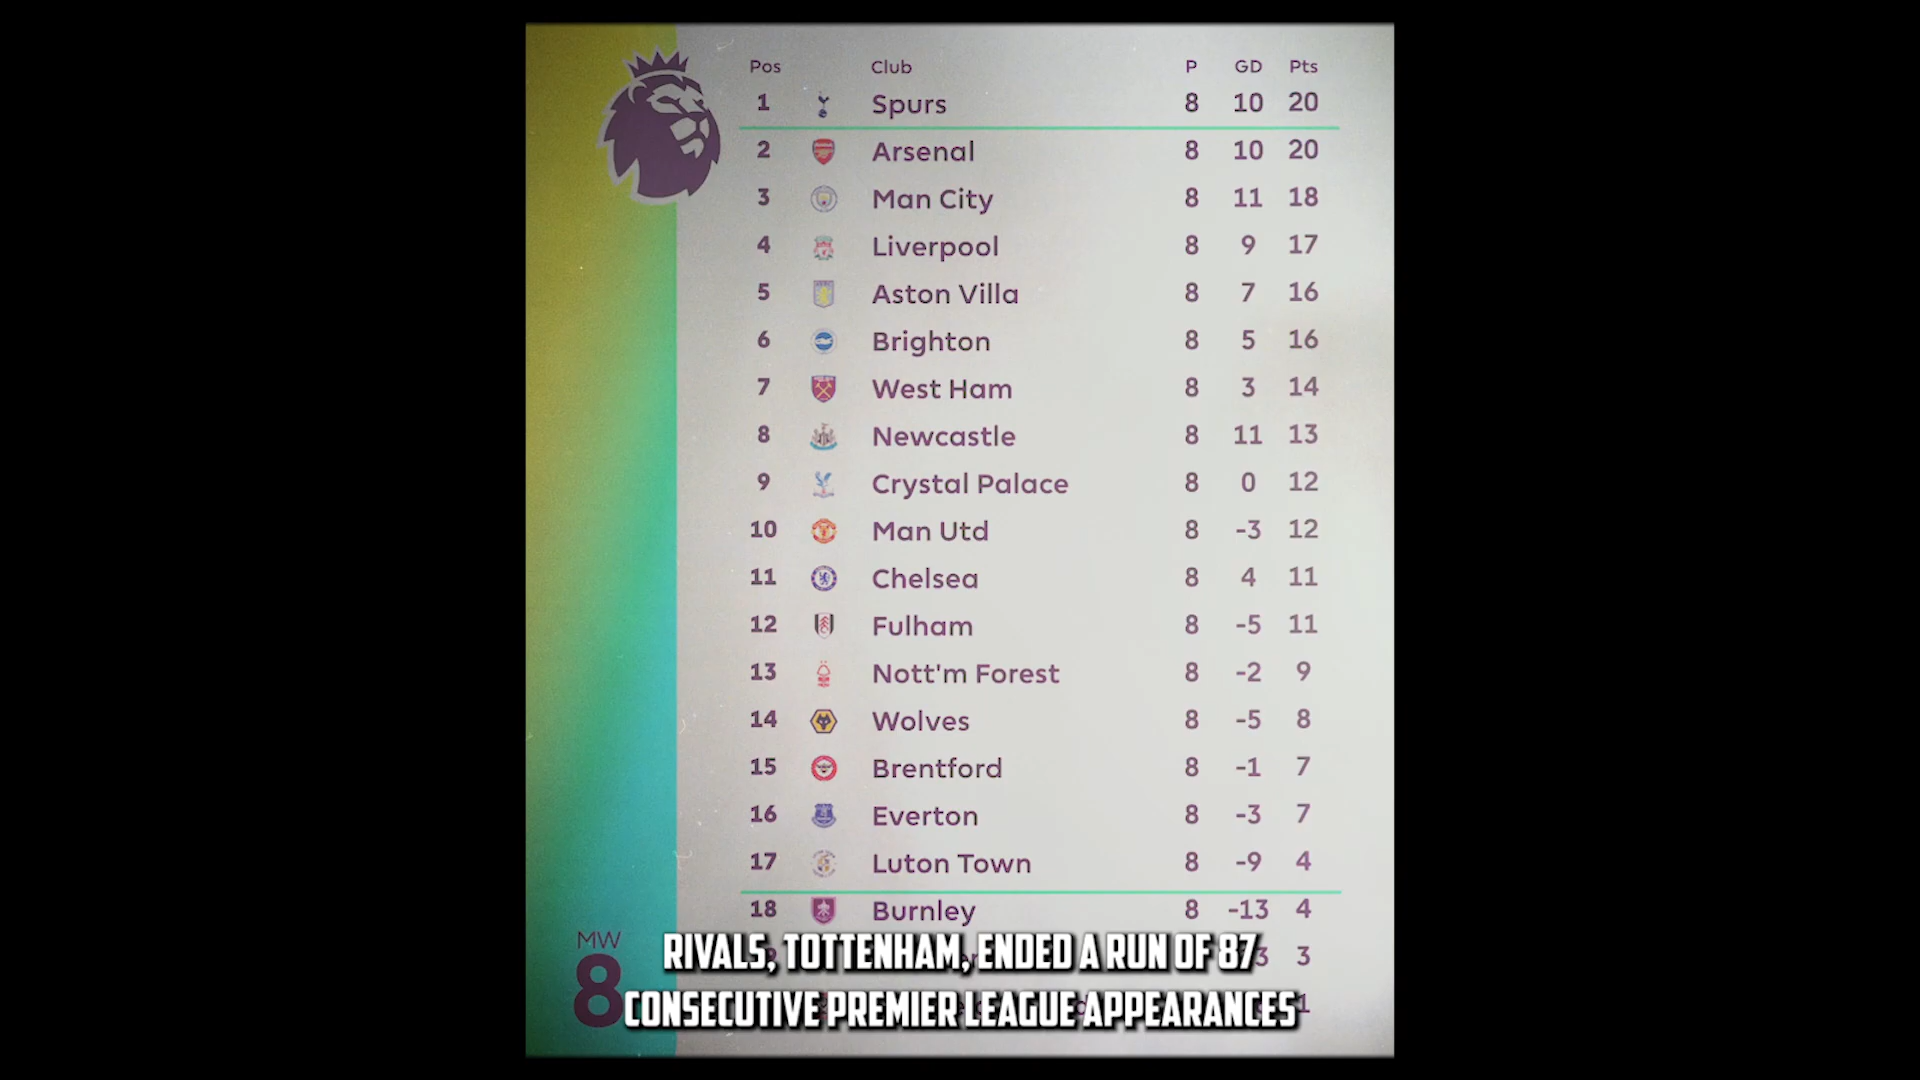 Pos Club P GD Pts
1 Spurs 8 10 20
2 Arsenal 8 10 20
3 Man City 8 11 18
4 Liverpool 8 9 17
5 Aston Villa 8 7 16
6 Brighton 8 5 16
7 West Ham 8 3 14
8 Newcastle 8 11 13
9 Crystal Palace 8 0 12
10 Man Utd 8 -3 12
11 Chelsea 8 4 11
12 Fulham 8 -5 11
13 Nott'm Forest 8 -2 9
14 Wolves 8 -5 8
15 Brentford 8 -1 7
16 Everton 8 -3 7
17 Luton Town 8 -9 4
18 Burnley 8 -13 4
3
1
MW
8
RIVALS, TOTTENHAM, ENDED A RUN OF 87
CONSECUTIVE PREMIER LEAGUE APPEARANCES